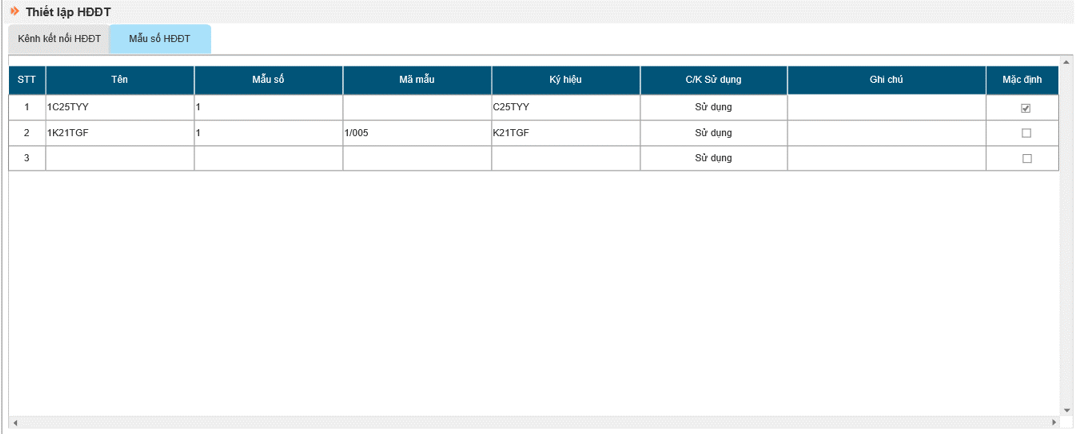 Thiết lập HĐĐT
Kênh kết nối HĐĐT Mẫu số HĐĐT
STT Tên Mẫu số Mã mẫu Ký hiệu C/K Sử dụng Ghi chú Mặc định
1 1C25TYY 1 C25TYY Sử dụng
2 1K21TGF 1 1/005 K21TGF Sử dụng
3 Sử dụng